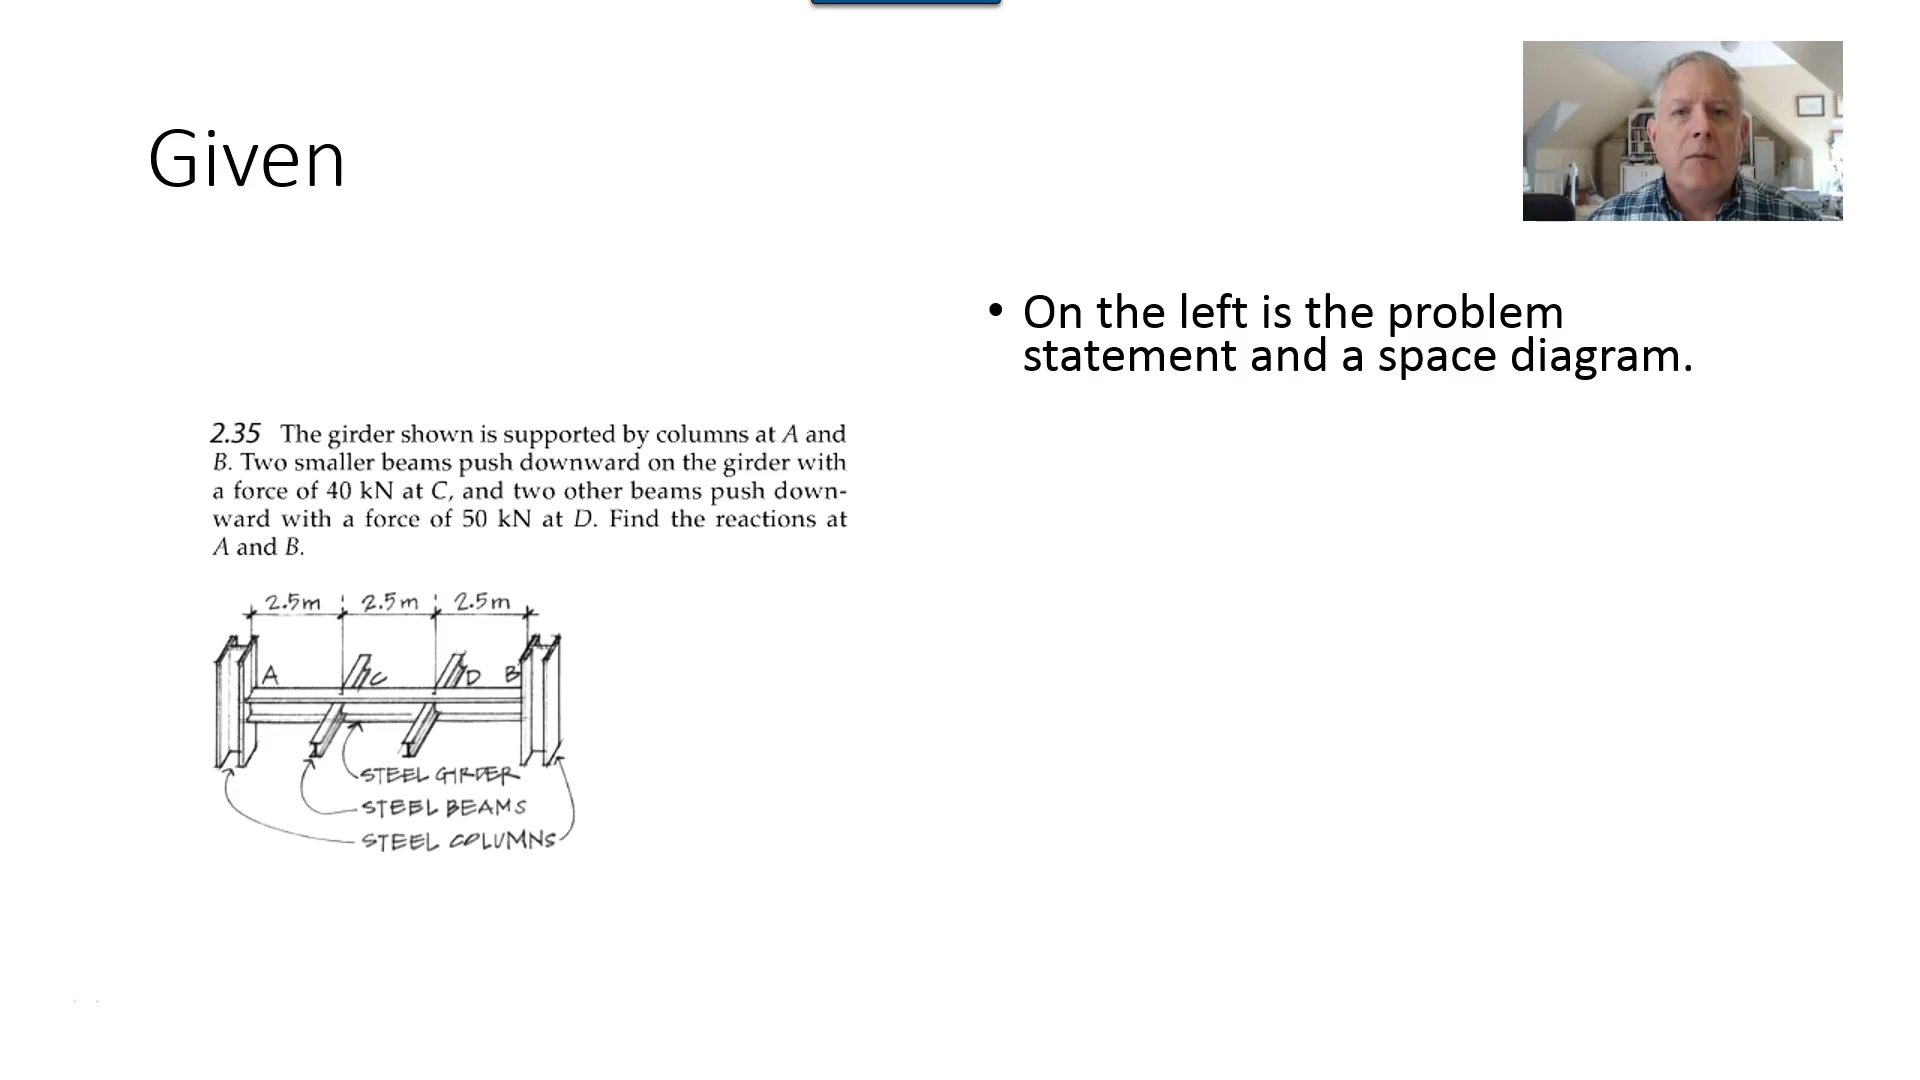 Given
• On the left is the problem
statement and a space diagram.
2.35 The girder shown is supported by columns at A and
B. Two smaller beams push downward on the girder with
a force of 40 kN at C, and two other beams push down-
ward with a force of 50 kN at D. Find the reactions at
A and B.
2.5m 2.5m 2.5m
A C D B
STEEL GIRDER
STEEL BEAMS
STEEL COLUMNS